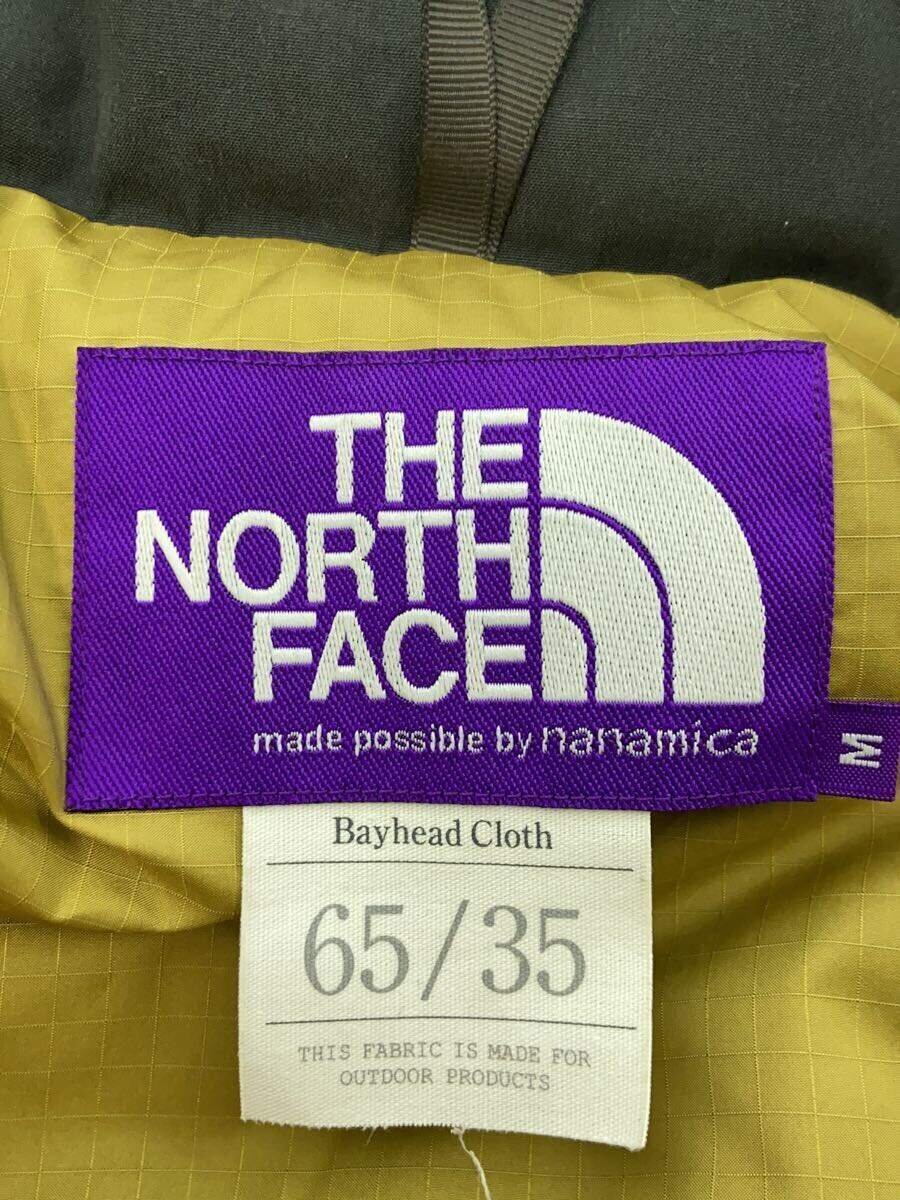 THE
NORTH
FACE
made possible by nanamica
M
Bayhead Cloth
65/35
THIS FABRIC IS MADE FOR
OUTDOOR PRODUCTS